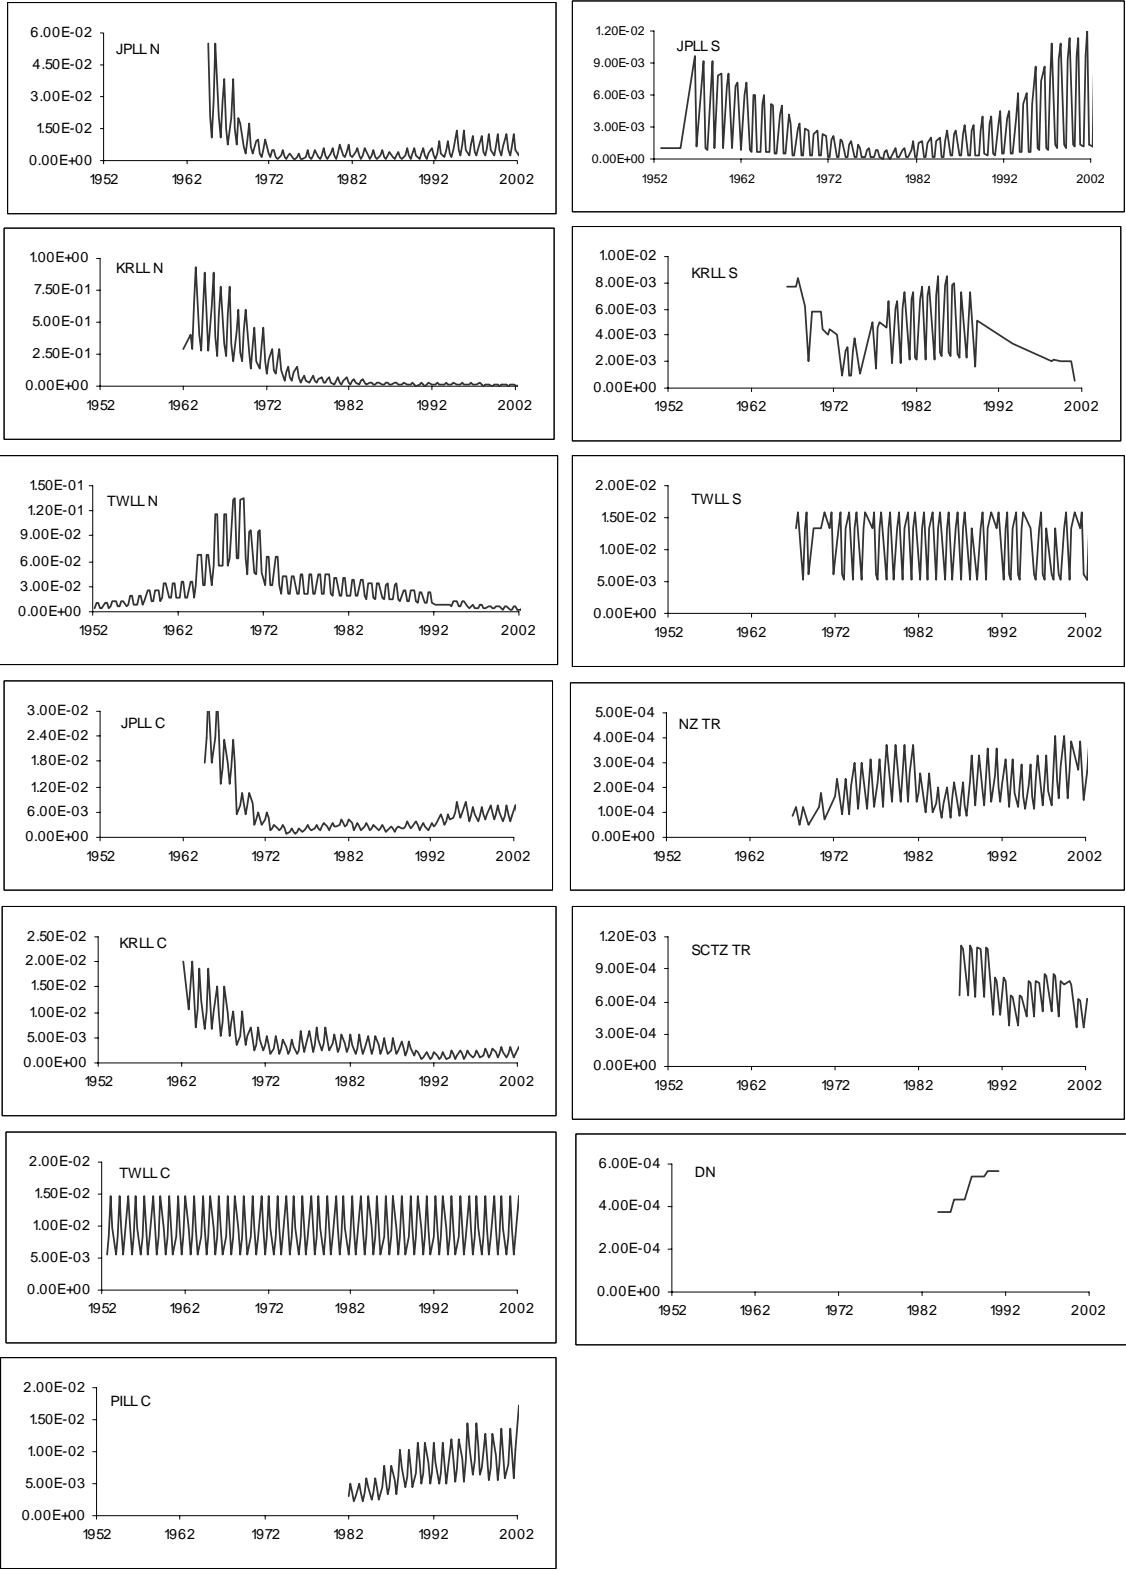 JPLL N
6.00E-02
4.50E-02
3.00E-02
1.50E-02
0.00E+00
1952 1962 1972 1982 1992 2002
JPLL S
1.20E-02
9.00E-03
6.00E-03
3.00E-03
0.00E+00
1952 1962 1972 1982 1992 2002
KRLL N
1.00E+00
7.50E-01
5.00E-01
2.50E-01
0.00E+00
1952 1962 1972 1982 1992 2002
KRLL S
1.00E-02
8.00E-03
6.00E-03
4.00E-03
2.00E-03
0.00E+00
1952 1962 1972 1982 1992 2002
TWLL N
1.50E-01
1.20E-01
9.00E-02
6.00E-02
3.00E-02
0.00E+00
1952 1962 1972 1982 1992 2002
TWLL S
2.00E-02
1.50E-02
1.00E-02
5.00E-03
0.00E+00
1952 1962 1972 1982 1992 2002
JPLL C
3.00E-02
2.40E-02
1.80E-02
1.20E-02
6.00E-03
0.00E+00
1952 1962 1972 1982 1992 2002
NZ TR
5.00E-04
4.00E-04
3.00E-04
2.00E-04
1.00E-04
0.00E+00
1952 1962 1972 1982 1992 2002
KRLL C
2.50E-02
2.00E-02
1.50E-02
1.00E-02
5.00E-03
0.00E+00
1952 1962 1972 1982 1992 2002
SCTZ TR
1.20E-03
9.00E-04
6.00E-04
3.00E-04
0.00E+00
1952 1962 1972 1982 1992 2002
TWLL C
2.00E-02
1.50E-02
1.00E-02
5.00E-03
0.00E+00
1952 1962 1972 1982 1992 2002
DN
6.00E-04
4.00E-04
2.00E-04
0.00E+00
1952 1962 1972 1982 1992 2002
PILL C
2.00E-02
1.50E-02
1.00E-02
5.00E-03
0.00E+00
1952 1962 1972 1982 1992 2002